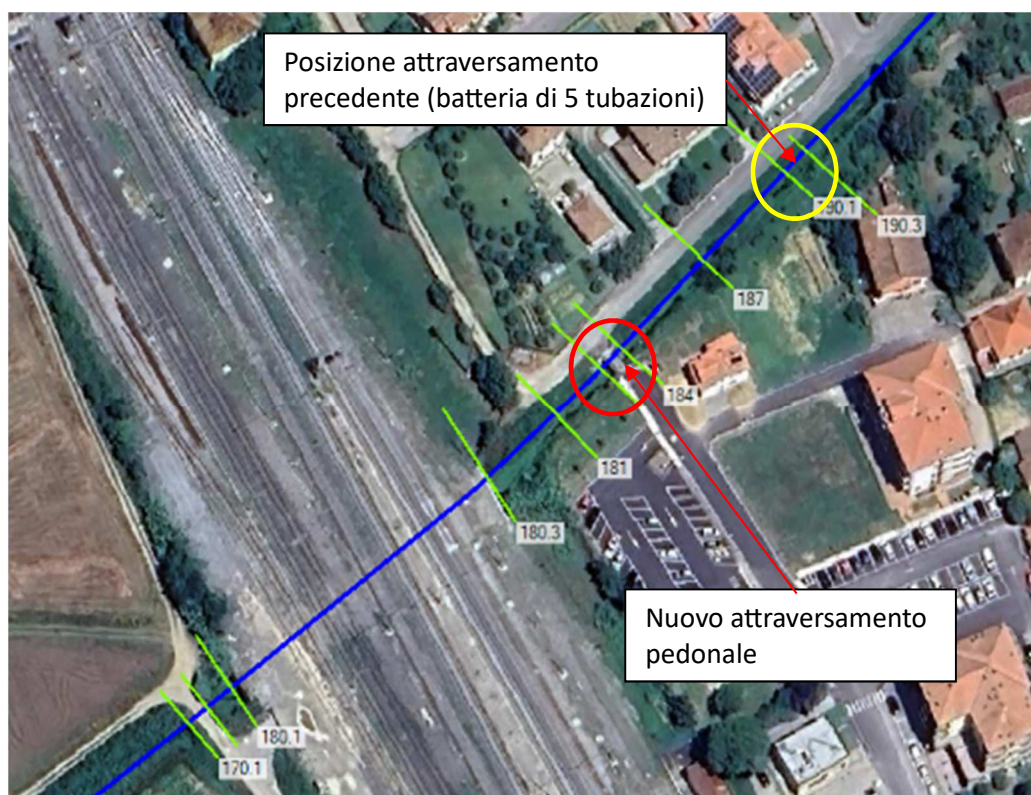 Posizione attraversamento
precedente (batteria di 5 tubazioni)
190.1
190.3
187
184
181
180.3
Nuovo attraversamento
pedonale
180.1
170.1